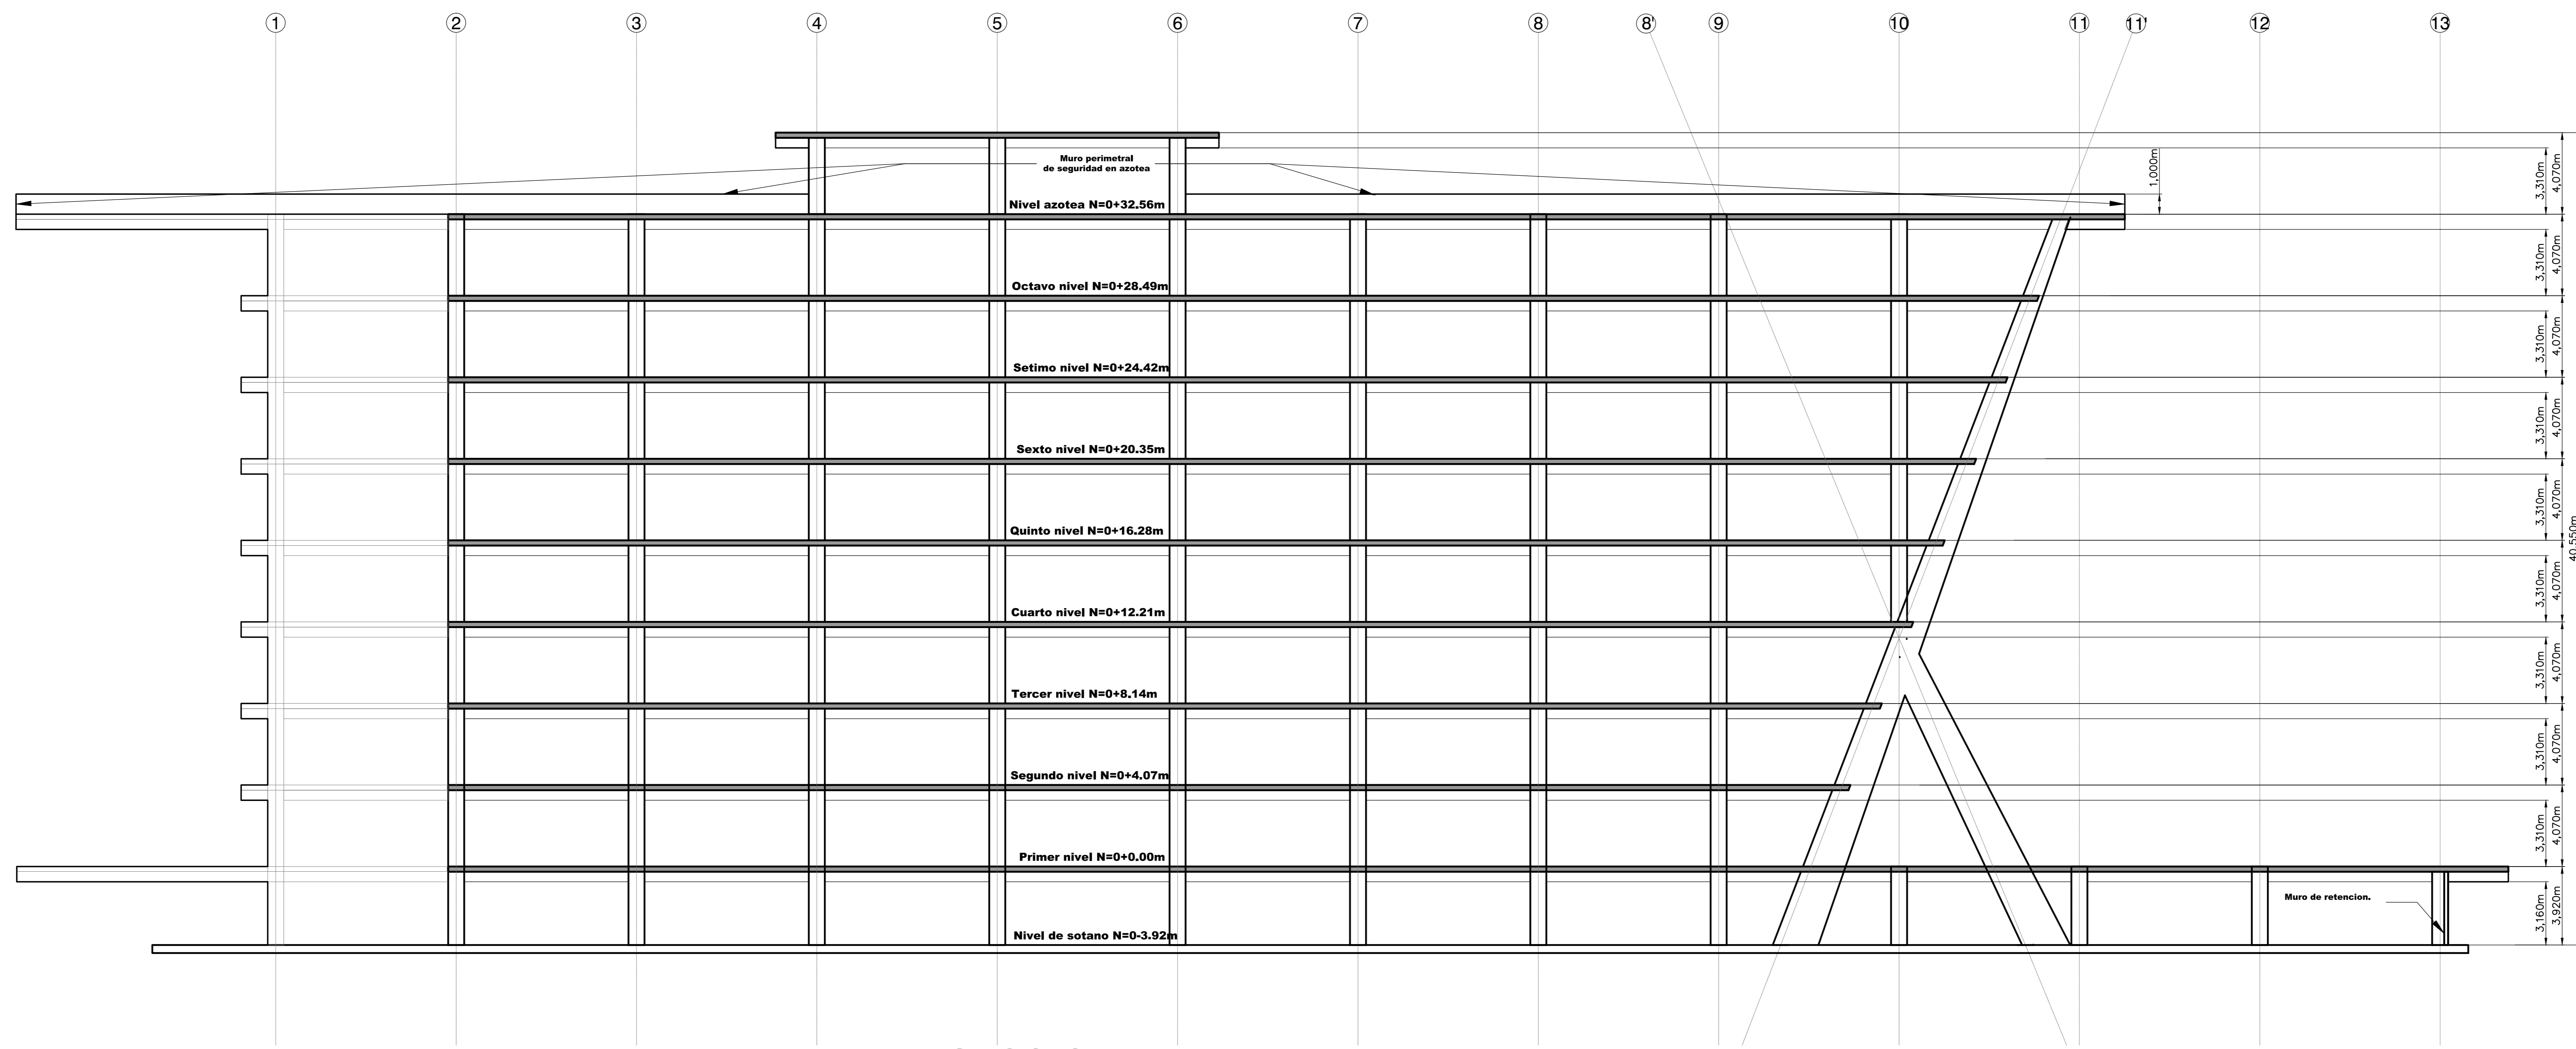 1 2 3 4 5 6 7 8 8' 9 10 11 11' 12 13
Muro perimetral
de seguridad en azotea
1,000m
3,310m
4,070m
Nivel azotea N=0+32.56m
3,310m
4,070m
Octavo nivel N=0+28.49m
3,310m
4,070m
Setimo nivel N=0+24.42m
3,310m
4,070m
Sexto nivel N=0+20.35m
3,310m
4,070m
Quinto nivel N=0+16.28m
40,550m
3,310m
4,070m
Cuarto nivel N=0+12.21m
3,310m
4,070m
Tercer nivel N=0+8.14m
3,310m
4,070m
Segundo nivel N=0+4.07m
3,310m
4,070m
Primer nivel N=0+0.00m
Muro de retencion.
3,160m
3,920m
Nivel de sotano N=0-3.92m